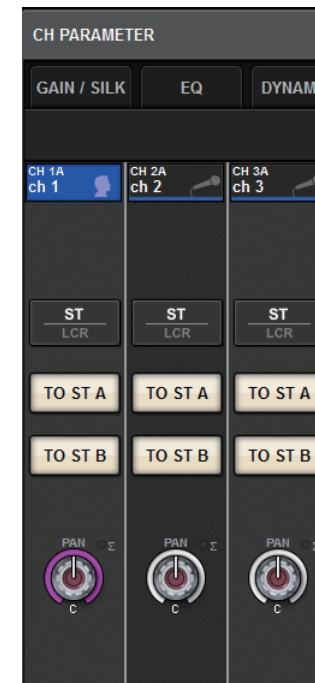 CH PARAMETER
GAIN / SILK EQ DYNAM
CH 1A CH 2A CH 3A
ch 1 ch 2 ch 3
ST ST ST
LCR LCR LCR
TO ST A TO ST A TO ST A
TO ST B TO ST B TO ST B
PAN Σ PAN Σ PAN Σ
C C C